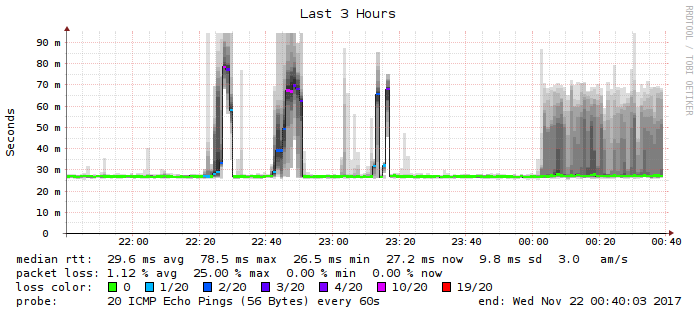 Last 3 Hours
RRDTOOL / TOBI OETIKER
Seconds
90 m
80 m
70 m
60 m
50 m
40 m
30 m
20 m
10 m
0
22:00 22:20 22:40 23:00 23:20 23:40 00:00 00:20 00:40
median rtt: 29.6 ms avg 78.5 ms max 26.5 ms min 27.2 ms now 9.8 ms sd 3.0 am/s
packet loss: 1.12 % avg 25.00 % max 0.00 % min 0.00 % now
loss color: 0 1/20 2/20 3/20 4/20 10/20 19/20
probe: 20 ICMP Echo Pings (56 Bytes) every 60s end: Wed Nov 22 00:40:03 2017